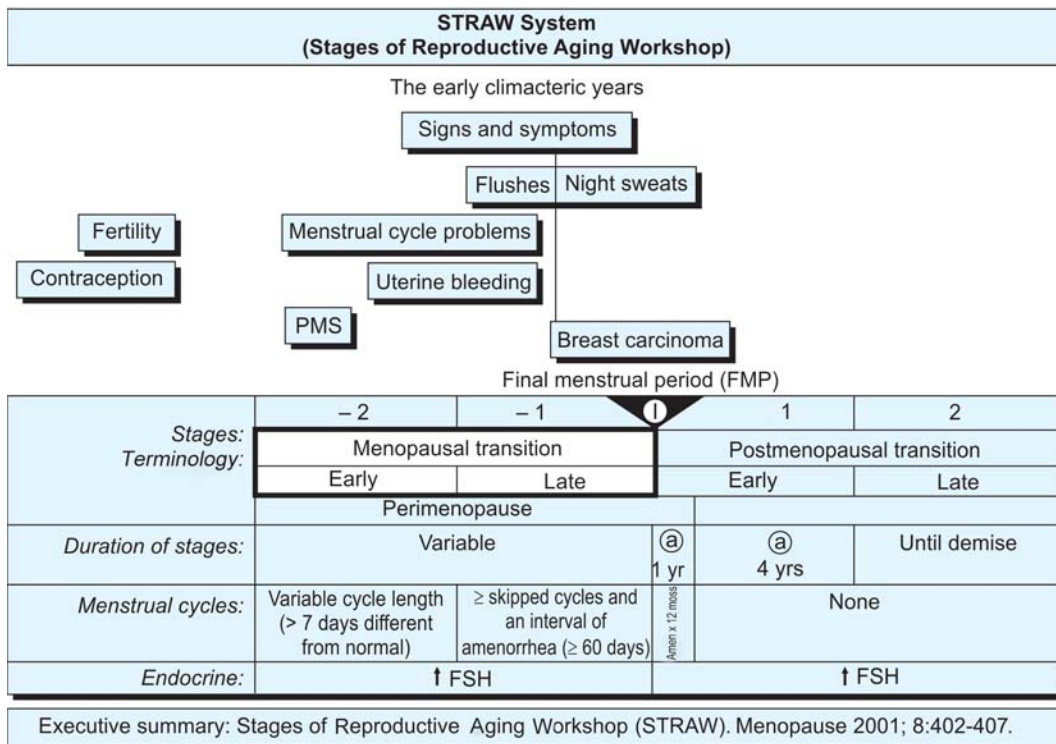 STRAW System
(Stages of Reproductive Aging Workshop)
The early climacteric years
Signs and symptoms
Flushes Night sweats
Fertility Menstrual cycle problems
Contraception Uterine bleeding
PMS
Breast carcinoma
Final menstrual period (FMP)
Stages: – 2 – 1 I 1 2
Terminology: Menopausal transition Postmenopausal transition
Early Late Early Late
Perimenopause
Duration of stages: Variable a 1 yr a 4 yrs Until demise
Menstrual cycles: Variable cycle length
(> 7 days different
from normal)
≥ skipped cycles and
an interval of
amenorrhea (≥ 60 days)
Amen x 12 moss
None
Endocrine: ↑ FSH ↑ FSH
Executive summary: Stages of Reproductive Aging Workshop (STRAW). Menopause 2001; 8:402-407.